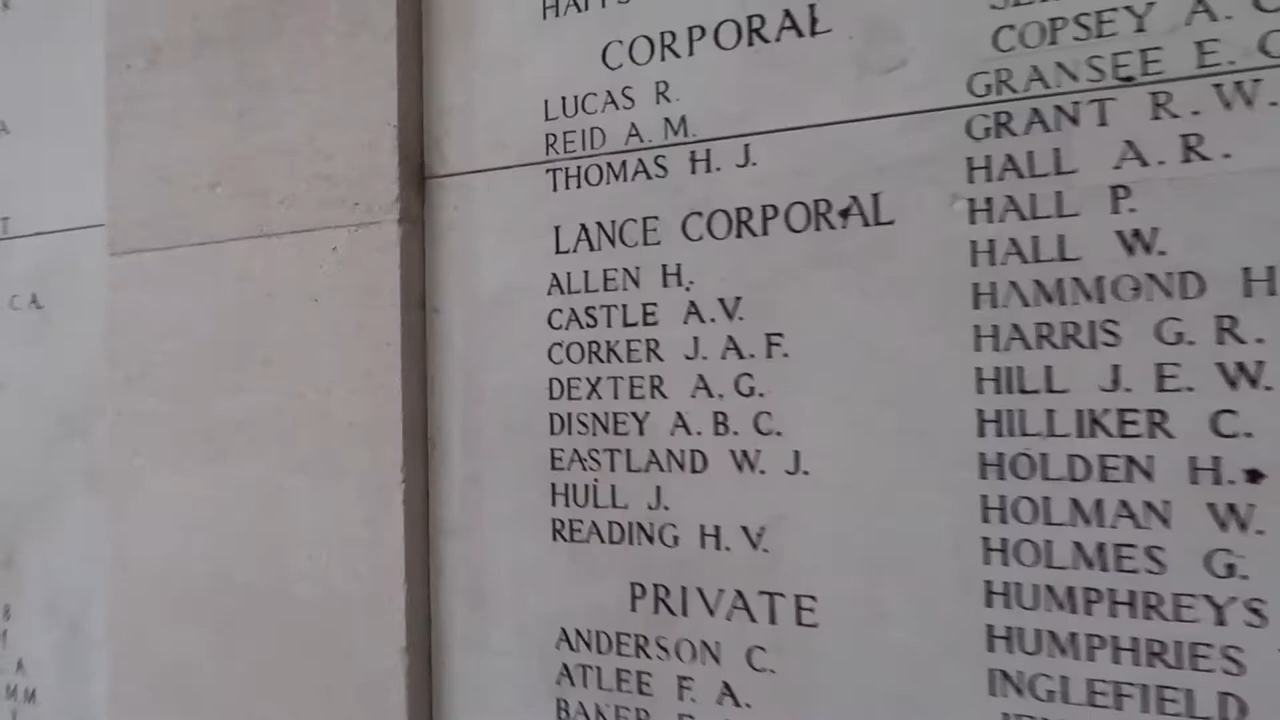 CORPORAL
LUCAS R.
REID A. M.
THOMAS H. J.
LANCE CORPORAL
ALLEN H.
CASTLE A.V.
CORKER J. A. F.
DEXTER A. G.
DISNEY A. B. C.
EASTLAND W. J.
HULL J.
READING H. V.
PRIVATE
ANDERSON C.
ATLEE F. A.
BAKER
COPSEY A.
GRANSEE E.
GRANT R. W.
HALL A. R.
HALL P.
HALL W.
HAMMOND H
HARRIS G. R.
HILL J. E. W.
HILLIKER C.
HOLDEN H.
HOLMAN W.
HOLMES G.
HUMPHREYS
HUMPHRIES
INGLEFIELD